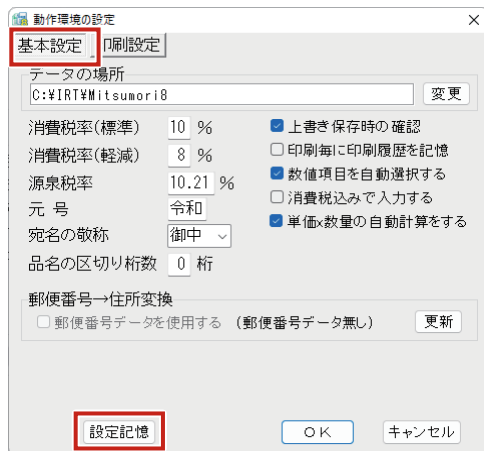 動作環境の設定
基本設定 印刷設定
データの場所
C:¥IRT¥Mitsumori8 変更
消費税率(標準) 10 %
消費税率(軽減) 8 %
源泉税率 10.21 %
元 号 令和
宛名の敬称 御中
品名の区切り桁数 0 桁
上書き保存時の確認
印刷毎に印刷履歴を記憶
数値項目を自動選択する
消費税込みで入力する
単価x数量の自動計算をする
郵便番号→住所変換
郵便番号データを使用する (郵便番号データ無し) 更新
設定記憶 OK キャンセル